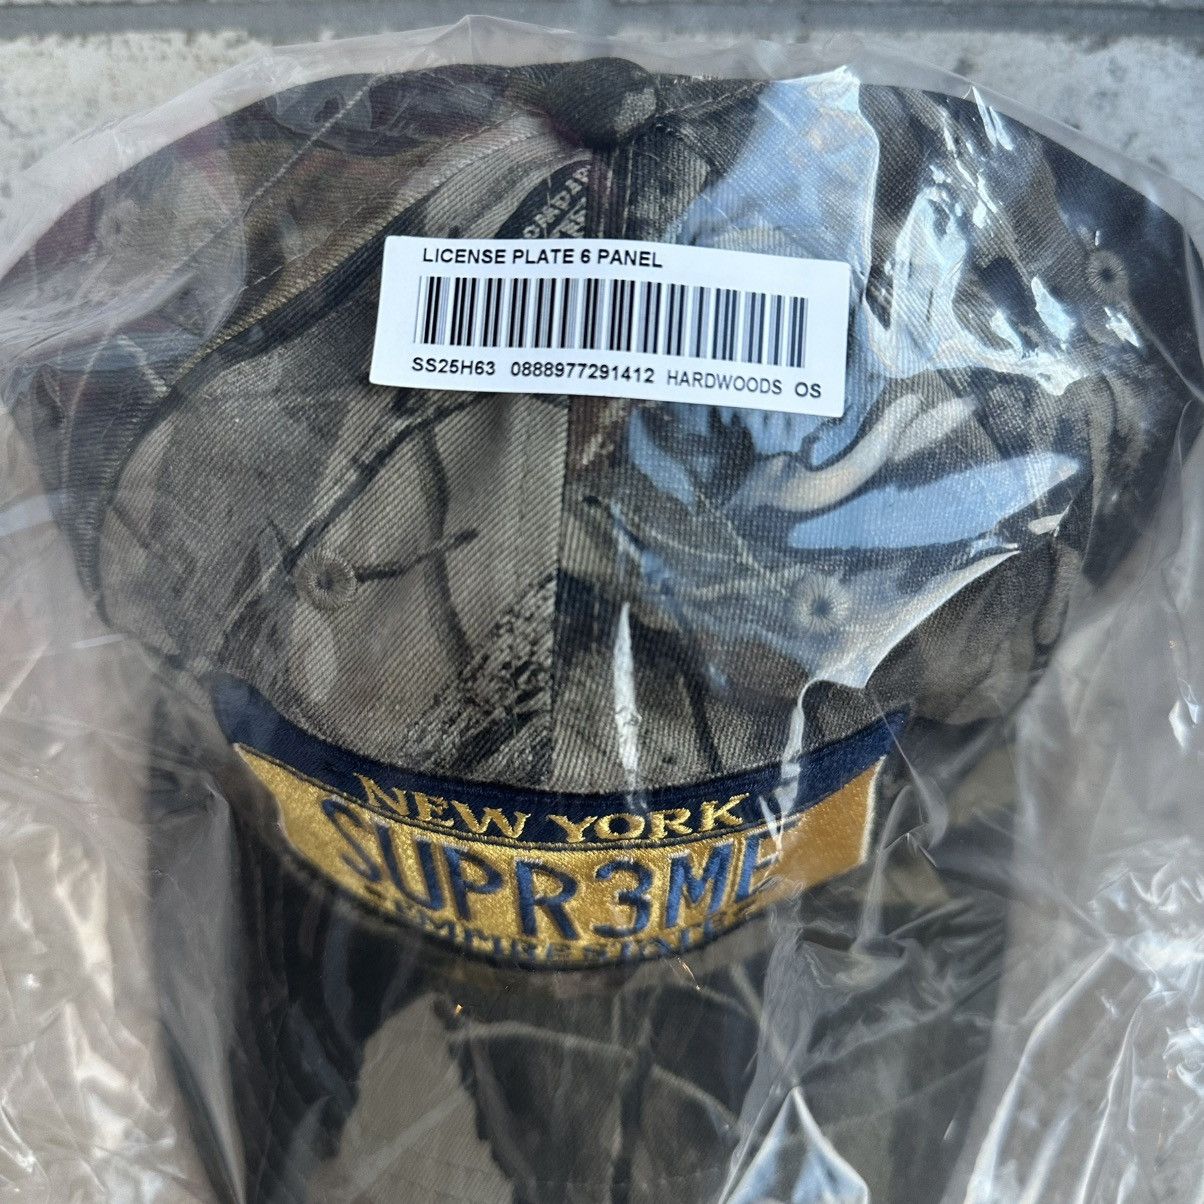 LICENSE PLATE 6 PANEL
SS25H63 0888977291412 HARDWOODS OS
NEW YORK
SUPR3ME